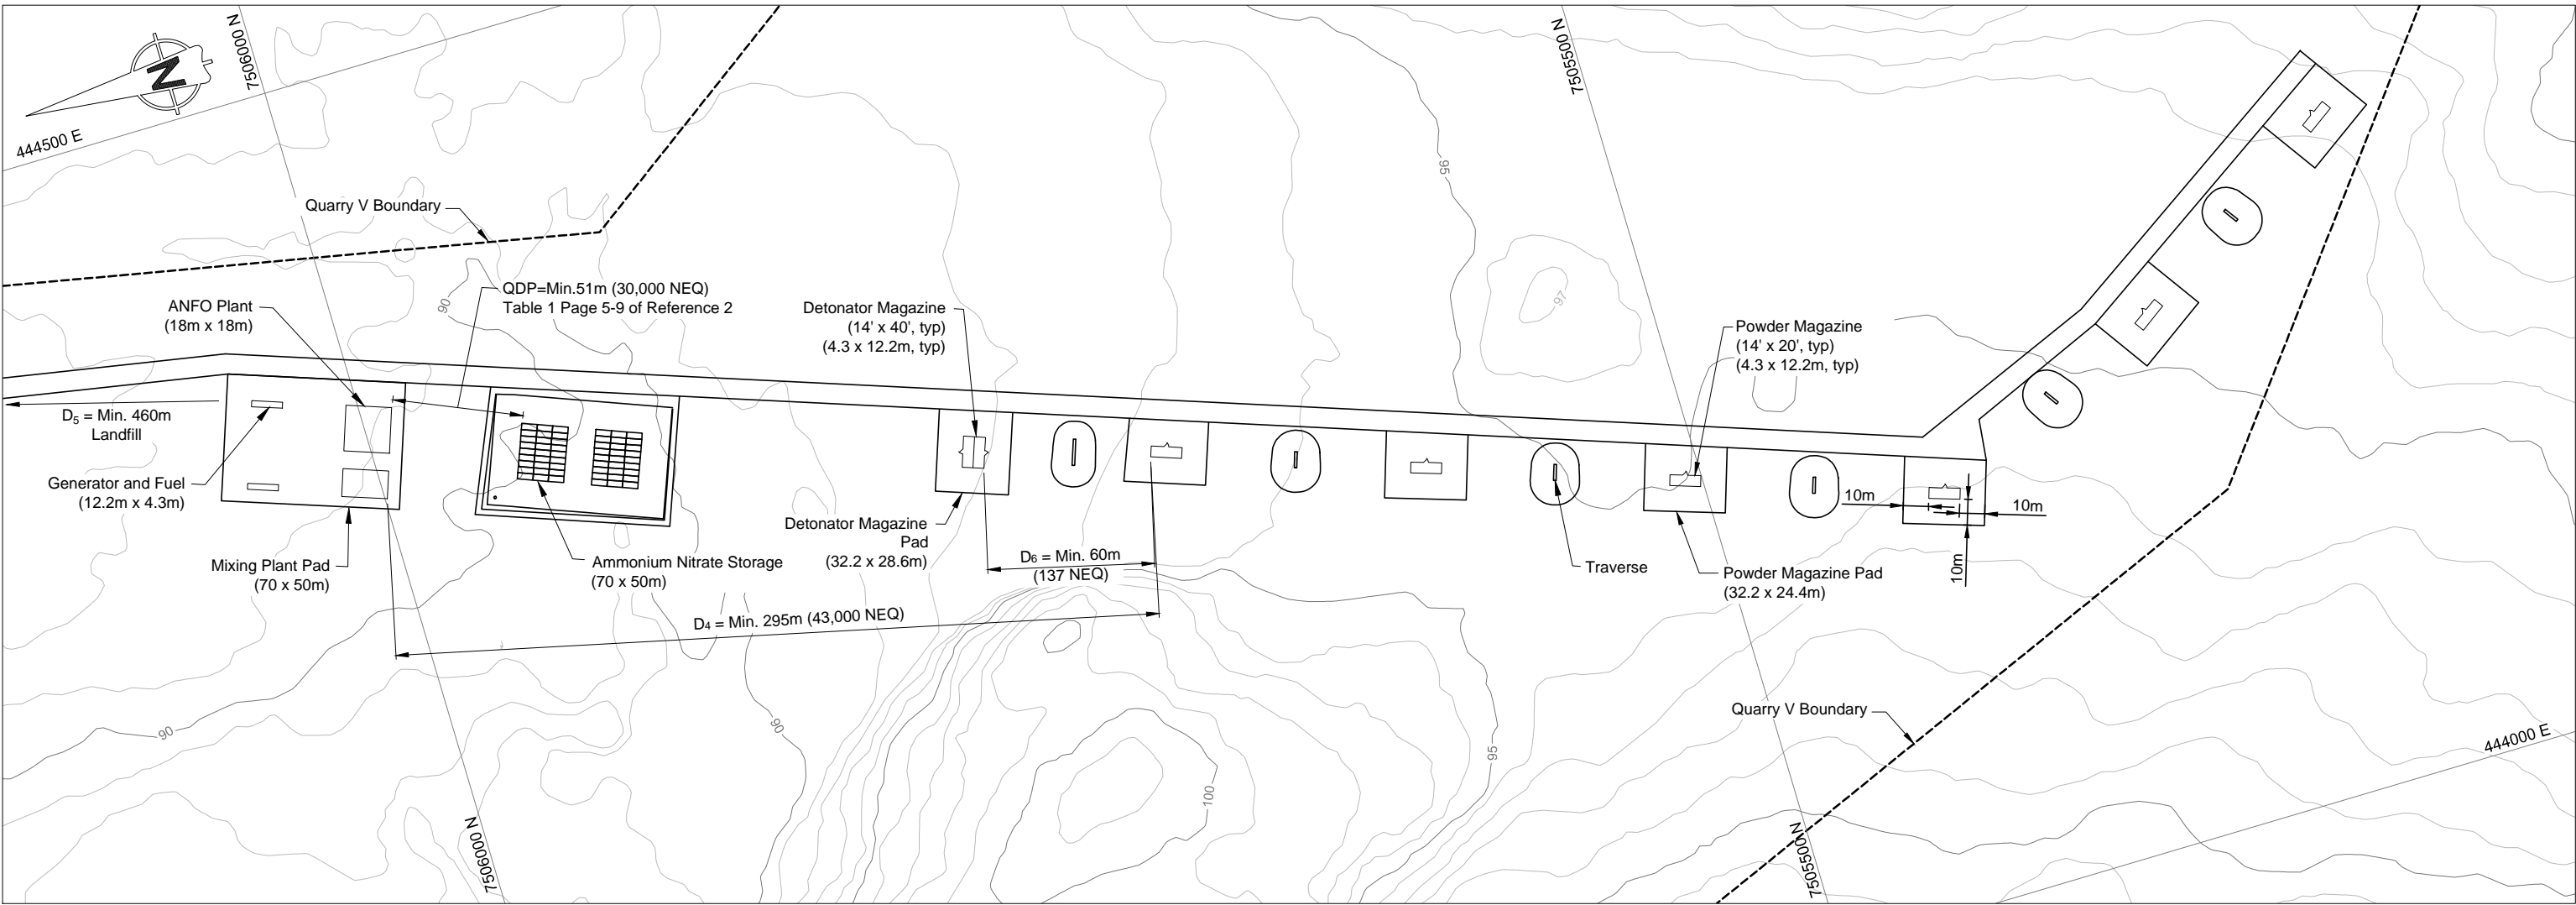 7506000 N
N
444500 E
Quarry V Boundary
ANFO Plant
(18m x 18m)
90
QDP=Min.51m (30,000 NEQ)
Table 1 Page 5-9 of Reference 2
Detonator Magazine
(14' x 40', typ)
(4.3 x 12.2m, typ)
7505500 N
95
97
Powder Magazine
(14' x 20', typ)
(4.3 x 12.2m, typ)
D5 = Min. 460m
Landfill
Generator and Fuel
(12.2m x 4.3m)
Mixing Plant Pad
(70 x 50m)
Ammonium Nitrate Storage
(70 x 50m)
Detonator Magazine
Pad
(32.2 x 28.6m)
D6 = Min. 60m
(137 NEQ)
D4 = Min. 295m (43,000 NEQ)
Traverse
Powder Magazine Pad
(32.2 x 24.4m)
10m
10m
10m
Quarry V Boundary
444000 E
90
90
95
100
7506000 N
7505500 N